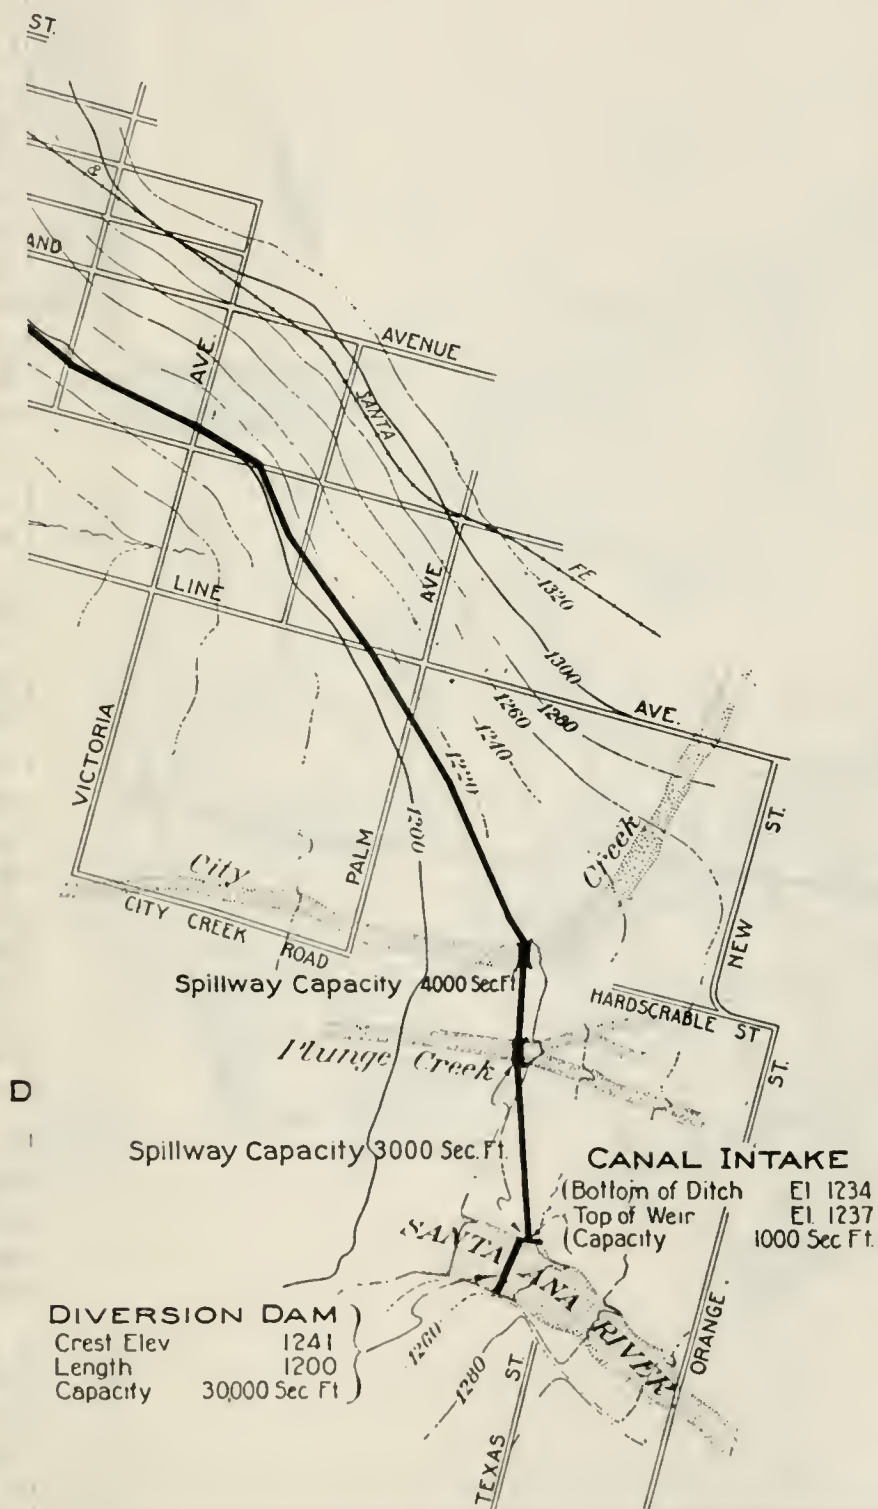 ST.
&
AND
AVE.
AVENUE
SANTA
FE
1320
LINE
AVE.
1300
1280
1260
1240
1220
1200
AVE.
VICTORIA
PALM
City
Creek
ST.
NEW
CITY CREEK ROAD
Spillway Capacity 4000 Sec Ft
HARDSCRABLE ST
Plunge Creek
ST.
D
Spillway Capacity 3000 Sec. Ft.
CANAL INTAKE
Bottom of Ditch El 1234
Top of Weir El. 1237
Capacity 1000 Sec Ft.
SANTA ANA RIVER
ORANGE.
DIVERSION DAM
Crest Elev 1241
Length 1200
Capacity 30,000 Sec Ft
1260
1280
TEXAS ST.